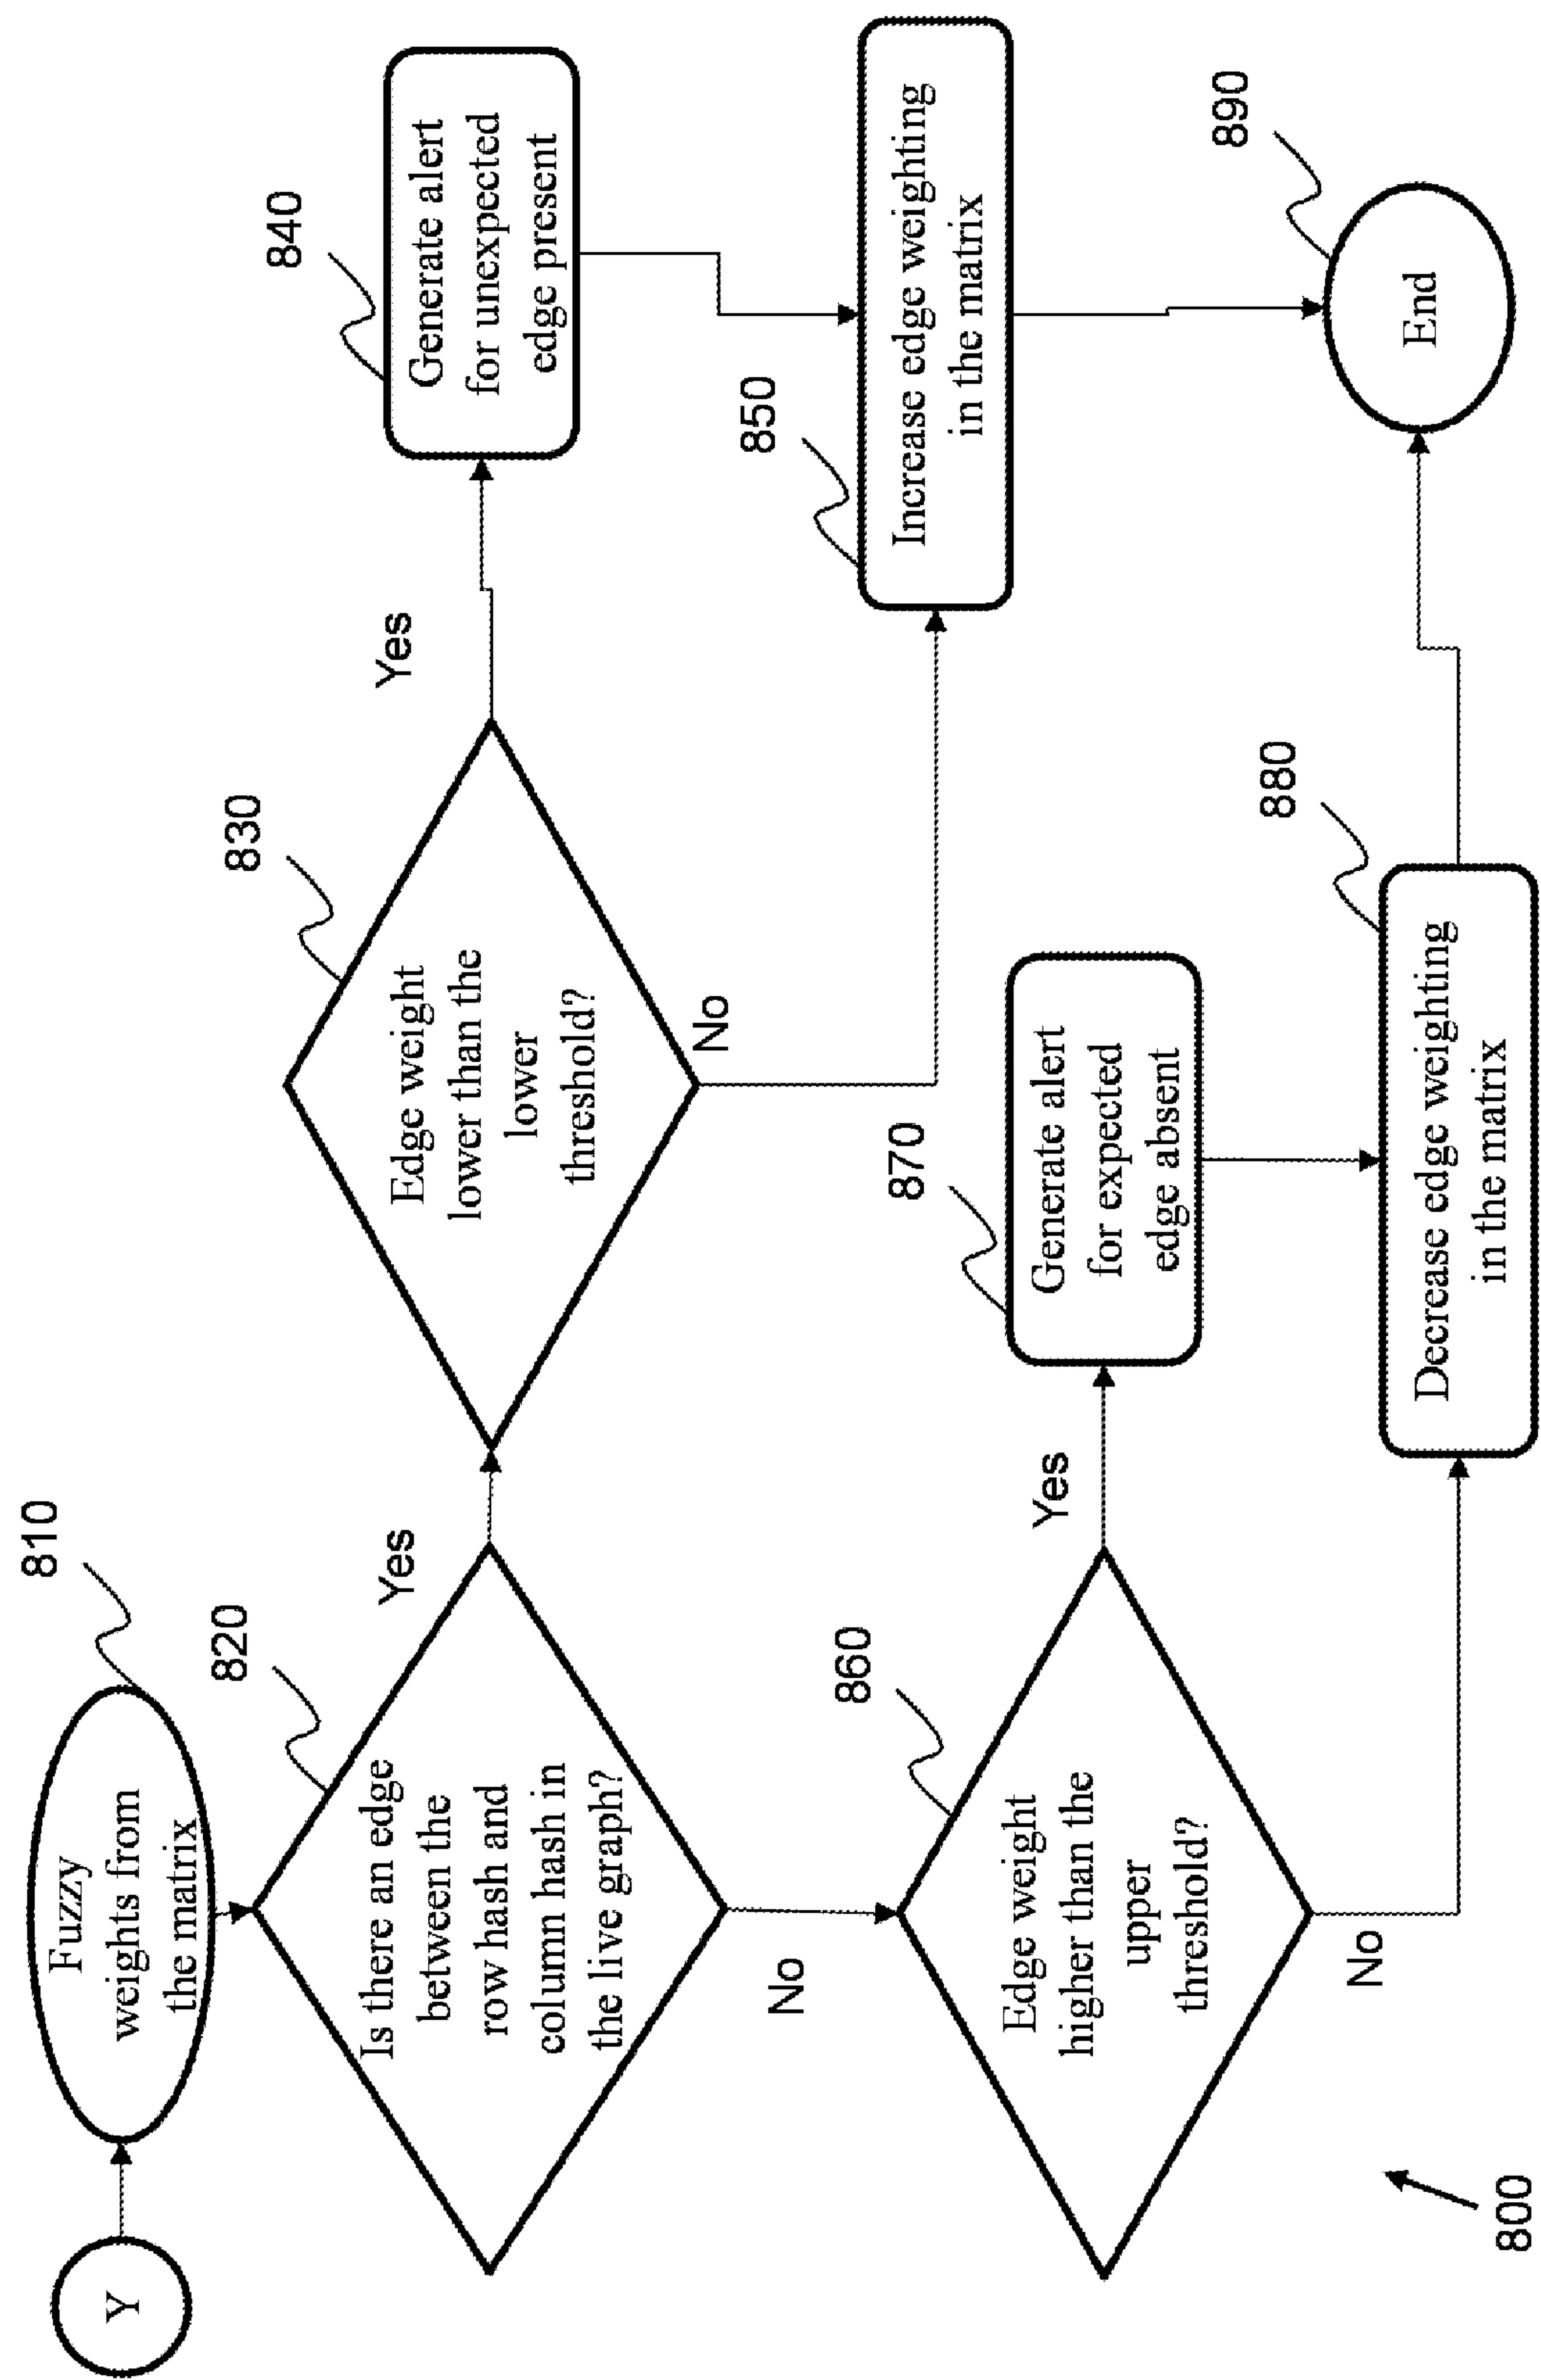 Y
810
Fuzzy
weights from
the matrix
820
Is there an edge
between the
row hash and
column hash in
the live graph?
Yes
No
830
Edge weight
lower than the
lower
threshold?
Yes
No
840
Generate alert
for unexpected
edge present
850
Increase edge weighting
in the matrix
860
Edge weight
higher than the
upper
threshold?
Yes
No
870
Generate alert
for expected
edge absent
880
Decrease edge weighting
in the matrix
890
End
800